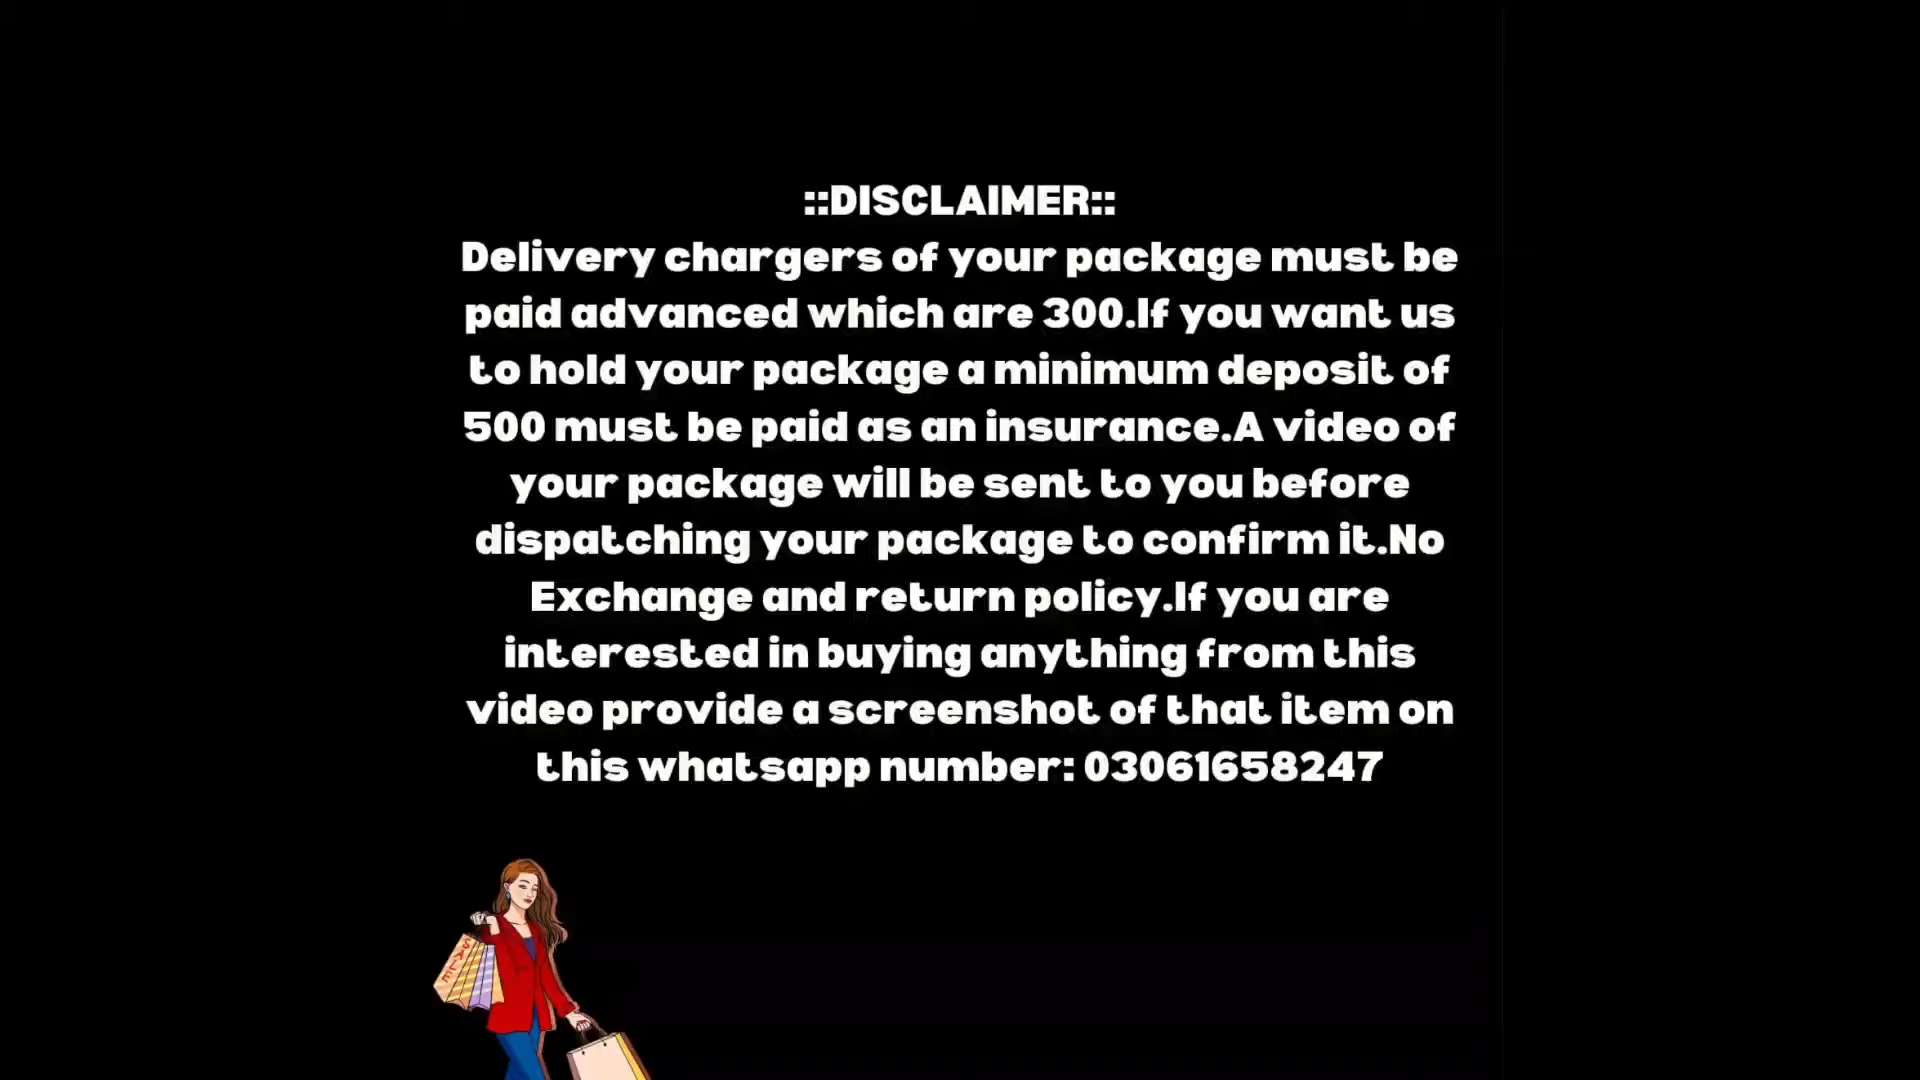 ::DISCLAIMER::
Delivery chargers of your package must be
paid advanced which are 300.If you want us
to hold your package a minimum deposit of
500 must be paid as an insurance.A video of
your package will be sent to you before
dispatching your package to confirm it.No
Exchange and return policy.If you are
interested in buying anything from this
video provide a screenshot of that item on
this whatsapp number: 03061658247
SALE